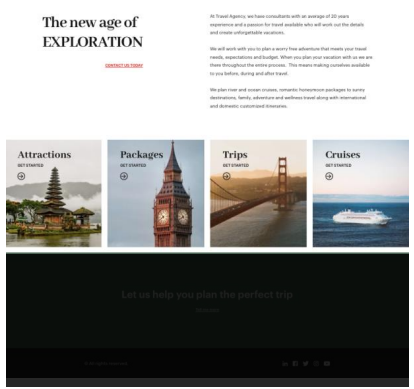 The new age of
EXPLORATION
CONTACT US TODAY
At Travel Agency, we have consultants with an average of 20 years
experience and a passion for travel available who will work out the details
and create unforgettable vacations.
We will work with you to plan a worry free adventure that meets your travel
needs, expectations and budget. When you plan your vacation with us we are
there throughout the entire process. This means making ourselves available
to you before, during and after travel.
We plan river and ocean cruises, romantic honeymoon packages to sunny
destinations, family, adventure and wellness travel along with international
and domestic customized itineraries.
Attractions
GET STARTED
Packages
GET STARTED
Trips
GET STARTED
Cruises
GET STARTED
Let us help you plan the perfect trip